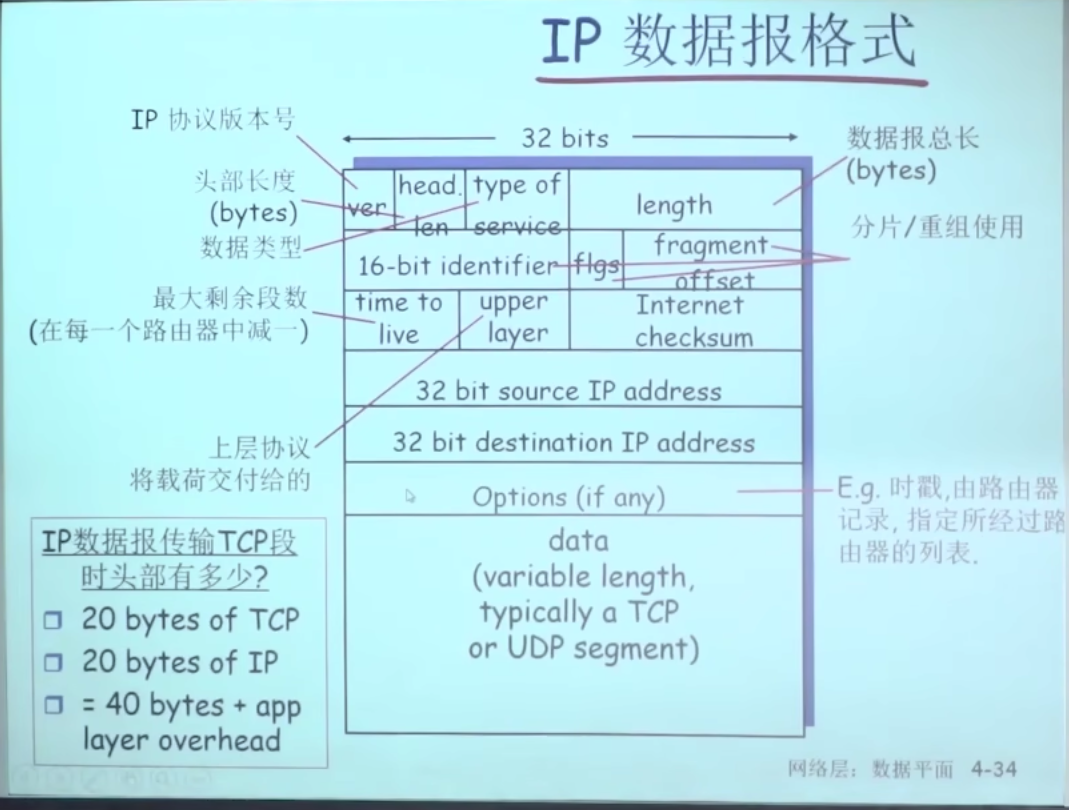 IP 数据报格式
IP 协议版本号
32 bits
数据报总长
(bytes)
头部长度
(bytes)
数据类型
ver
head.
len
type of
service
length
分片/重组使用
16-bit identifier
flgs
fragment
offset
最大剩余段数
(在每一个路由器中减一)
time to
live
upper
layer
Internet
checksum
32 bit source IP address
上层协议
将载荷交付给的
32 bit destination IP address
Options (if any)
E.g. 时戳,由路由器
记录, 指定所经过路
由器的列表.
data
(variable length,
typically a TCP
or UDP segment)
IP数据报传输TCP段
时头部有多少?
20 bytes of TCP
20 bytes of IP
= 40 bytes + app
layer overhead
网络层：数据平面 4-34